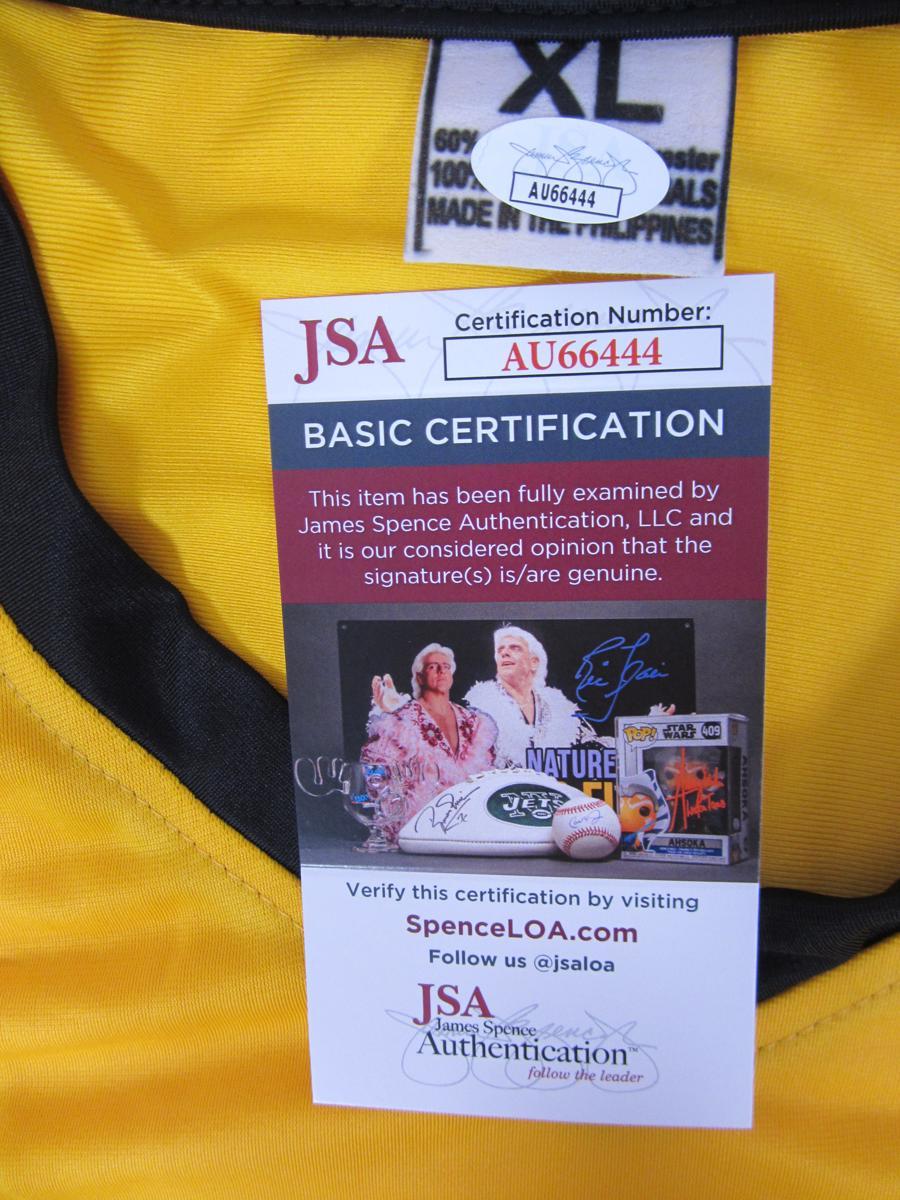 XL
60%
100%
MADE IN THE PHILIPPINES
AU66444
JSA
Certification Number:
AU66444
BASIC CERTIFICATION
This item has been fully examined by
James Spence Authentication, LLC and
it is our considered opinion that the
signature(s) is/are genuine.
NATURE
JETS
POP!
STAR WARS
409
AHSOKA
AHSOKA
Verify this certification by visiting
SpenceLOA.com
Follow us @jsaloa
JSA
James Spence
Authentication™
follow the leader